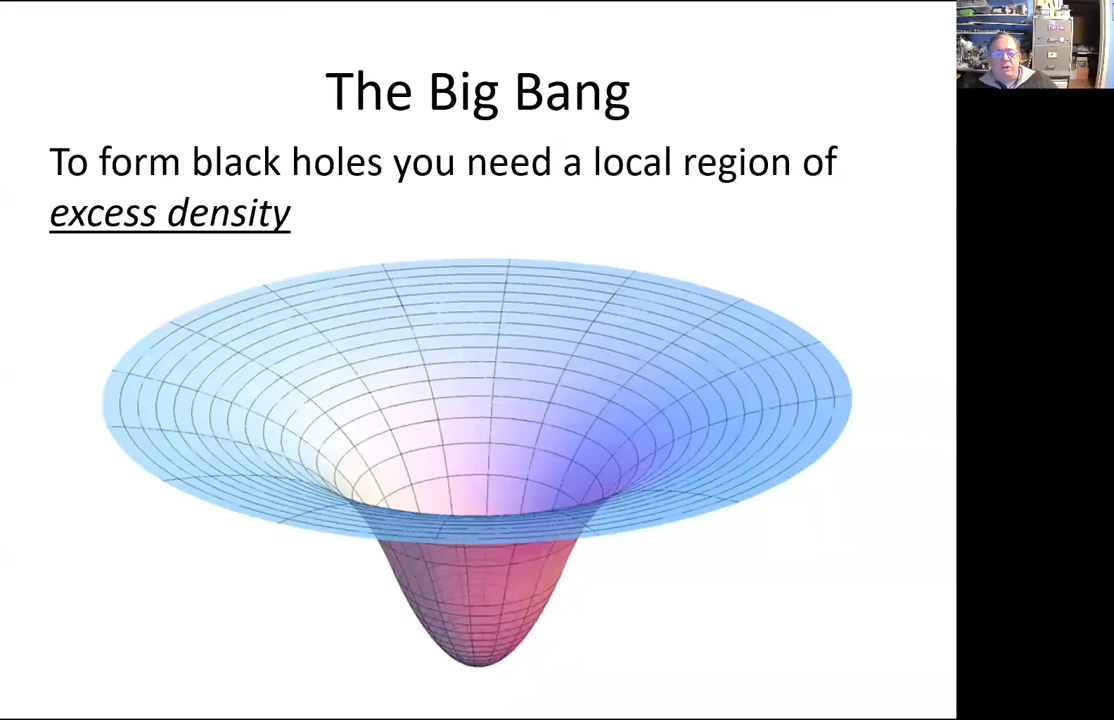 The Big Bang
To form black holes you need a local region of
excess density